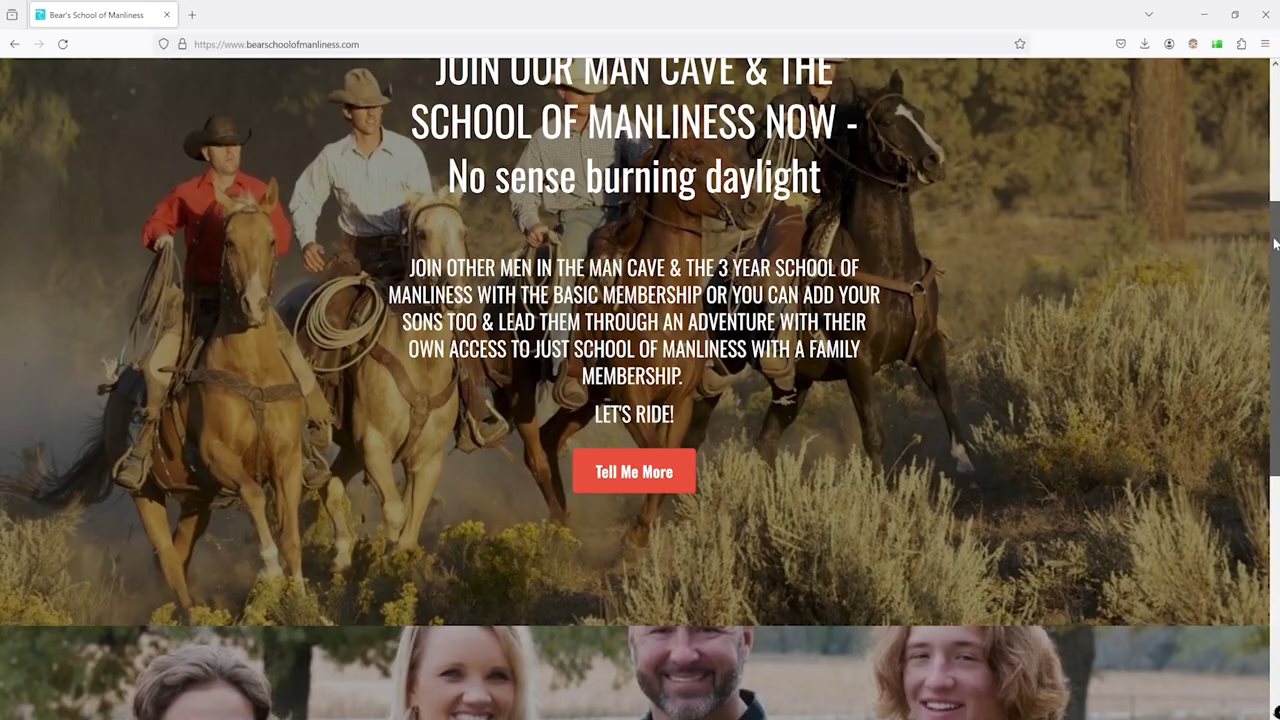 Bear's School of Manliness
https://www.bearschoolofmanliness.com
JOIN OUR MAN CAVE & THE
SCHOOL OF MANLINESS NOW -
No sense burning daylight
JOIN OTHER MEN IN THE MAN CAVE & THE 3 YEAR SCHOOL OF
MANLINESS WITH THE BASIC MEMBERSHIP OR YOU CAN ADD YOUR
SONS TOO & LEAD THEM THROUGH AN ADVENTURE WITH THEIR
OWN ACCESS TO JUST SCHOOL OF MANLINESS WITH A FAMILY
MEMBERSHIP.
LET'S RIDE!
Tell Me More